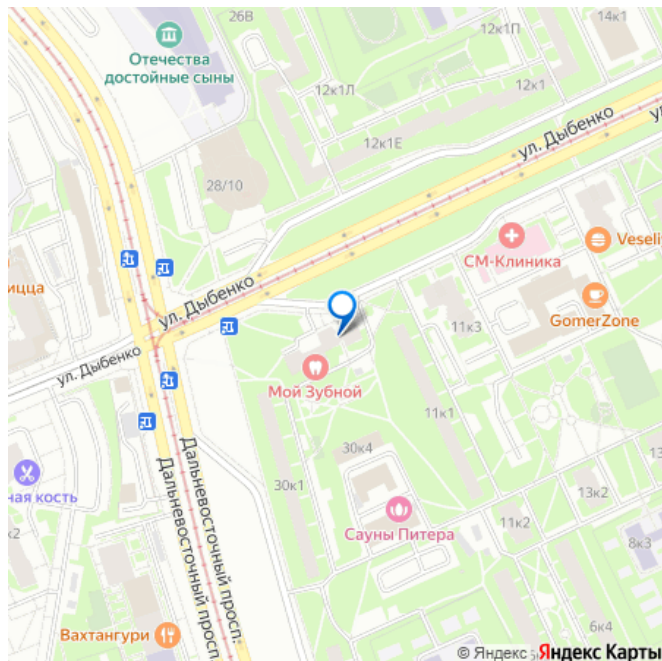 26В
Отечества
достойные сыны
14к1
12к1П
12к1Л
12к1
12к1Е
ул. Дыбенко
28/10
СМ-Клиника
Veseli
ицца
ул. Дыбенко
GomerZone
11к3
ул. Дыбенко
Мой Зубной
11к1
30к4
Дальневосточный просп.
Дальневосточный просп.
ная кость
30к1
13к2
13
11к2
Сауны Питера
к2
8к3
6к4
Вахтангури
© Яндекс Яндекс Карты